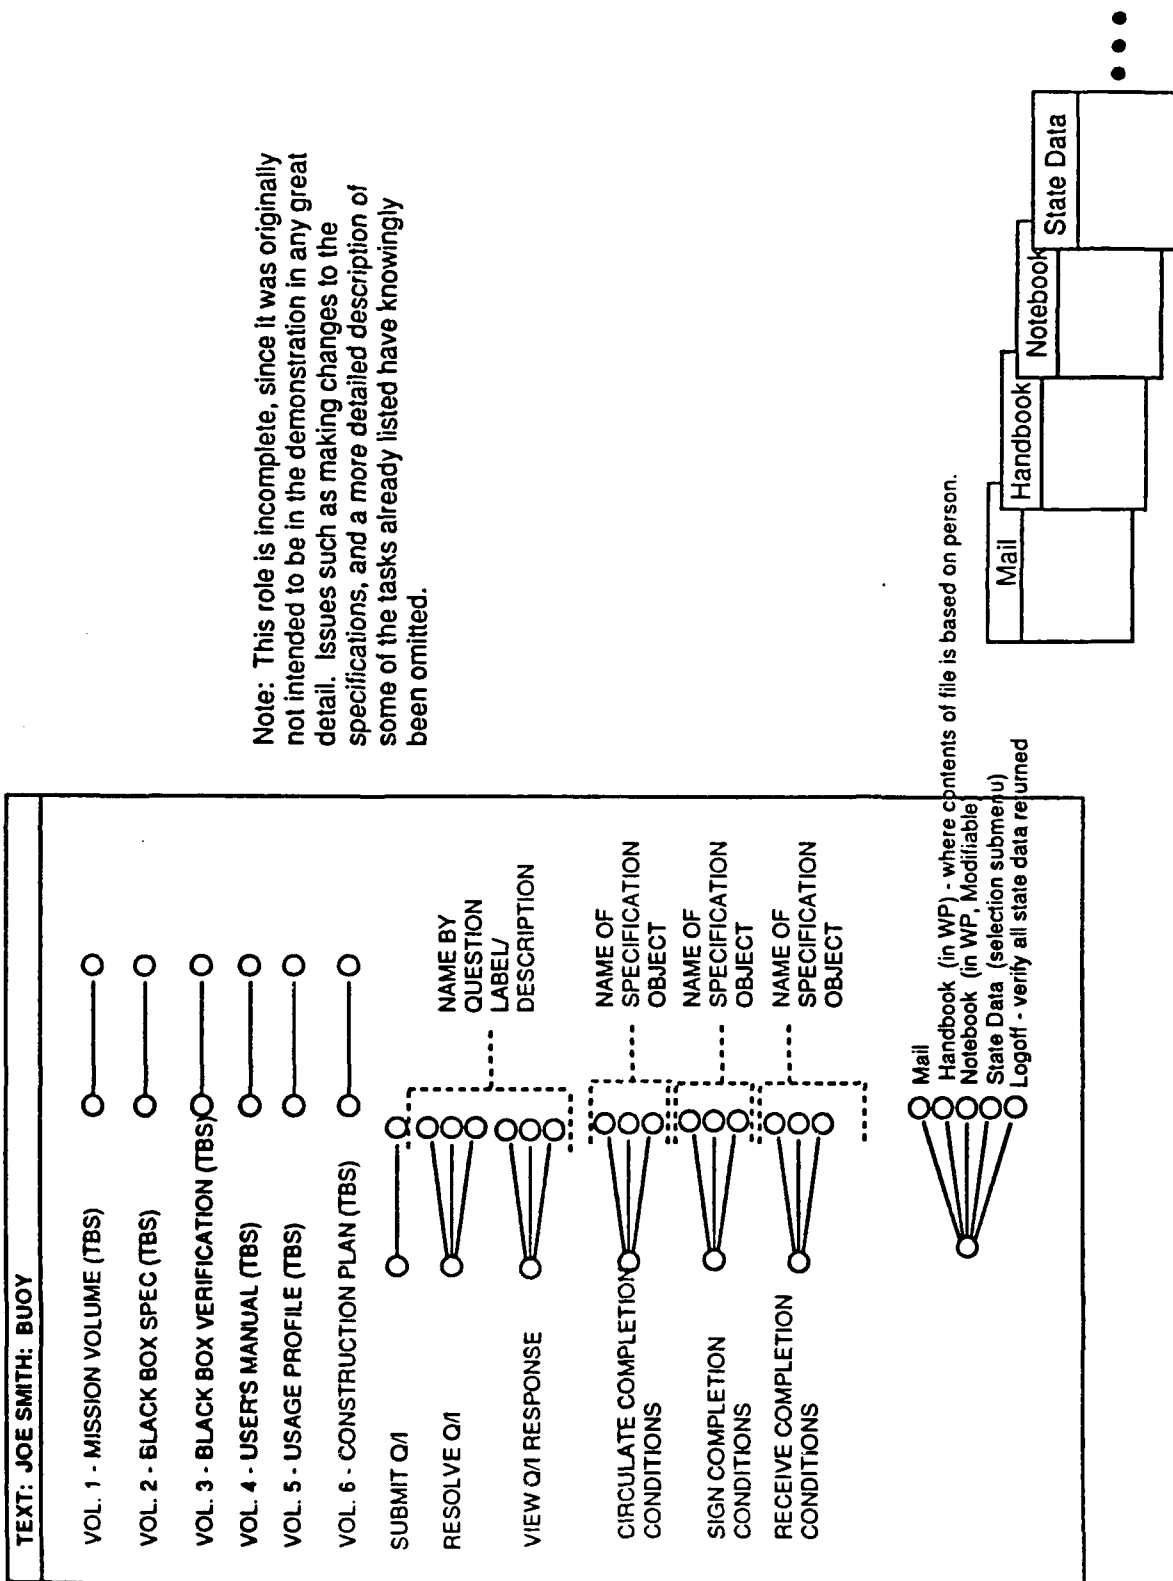 TEXT: JOE SMITH: BUOY
VOL. 1 - MISSION VOLUME (TBS)
VOL. 2 - BLACK BOX SPEC (TBS)
VOL. 3 - BLACK BOX VERIFICATION (TBS)
VOL. 4 - USER'S MANUAL (TBS)
VOL. 5 - USAGE PROFILE (TBS)
VOL. 6 - CONSTRUCTION PLAN (TBS)
SUBMIT Q/I
RESOLVE Q/I
VIEW Q/I RESPONSE
NAME BY
QUESTION
LABEL/
DESCRIPTION
CIRCULATE COMPLETION
CONDITIONS
NAME OF
SPECIFICATION
OBJECT
SIGN COMPLETION
CONDITIONS
NAME OF
SPECIFICATION
OBJECT
RECEIVE COMPLETION
CONDITIONS
NAME OF
SPECIFICATION
OBJECT
Mail
Handbook (in WP) - where contents of file is based on person.
Notebook (in WP, Modifiable)
State Data (selection submenu)
Logoff - verify all state data returned
Note: This role is incomplete, since it was originally
not intended to be in the demonstration in any great
detail. Issues such as making changes to the
specifications, and a more detailed description of
some of the tasks already listed have knowingly
been omitted.
Mail
Handbook
Notebook
State Data